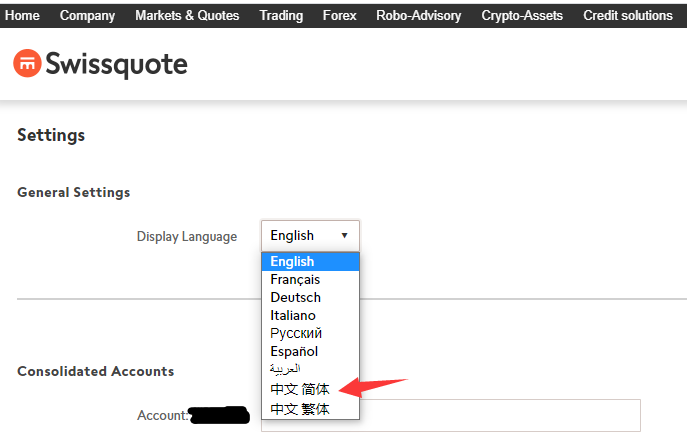 Home Company Markets & Quotes Trading Forex Robo-Advisory Crypto-Assets Credit solutions
Swissquote
Settings
General Settings
Display Language English
English
Français
Deutsch
Italiano
Русский
Español
العربية
中文 简体
中文 繁体
Consolidated Accounts
Account: